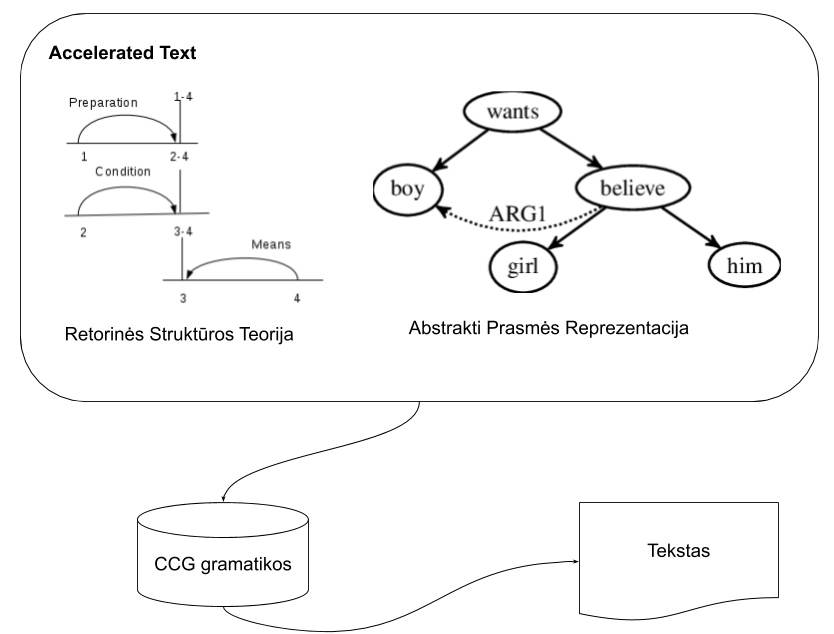 Accelerated Text
Preparation
1-4
1
2-4
Condition
2
3-4
Means
3
4
Retorinės Struktūros Teorija
wants
boy
believe
ARG1
girl
him
Abstrakti Prasmės Reprezentacija
CCG gramatikos
Tekstas